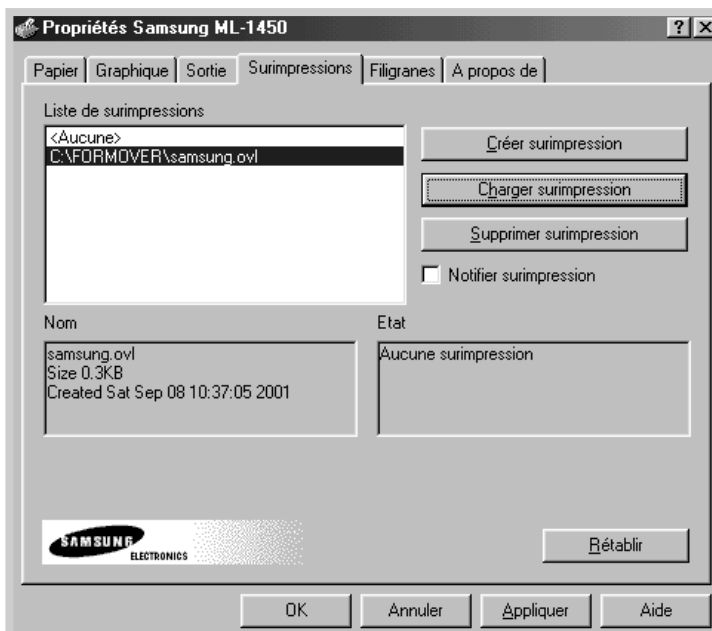 Propriétés Samsung ML-1450
Papier Graphique Sortie Surimpressions Filigranes A propos de
Liste de surimpressions
<Aucune>
C:\FORMOVER\samsung.ovl
Créer surimpression
Charger surimpression
Supprimer surimpression
Notifier surimpression
Nom
samsung.ovl
Size 0.3KB
Created Sat Sep 08 10:37:05 2001
Etat
Aucune surimpression
SAMSUNG
ELECTRONICS
Rétablir
OK Annuler Appliquer Aide